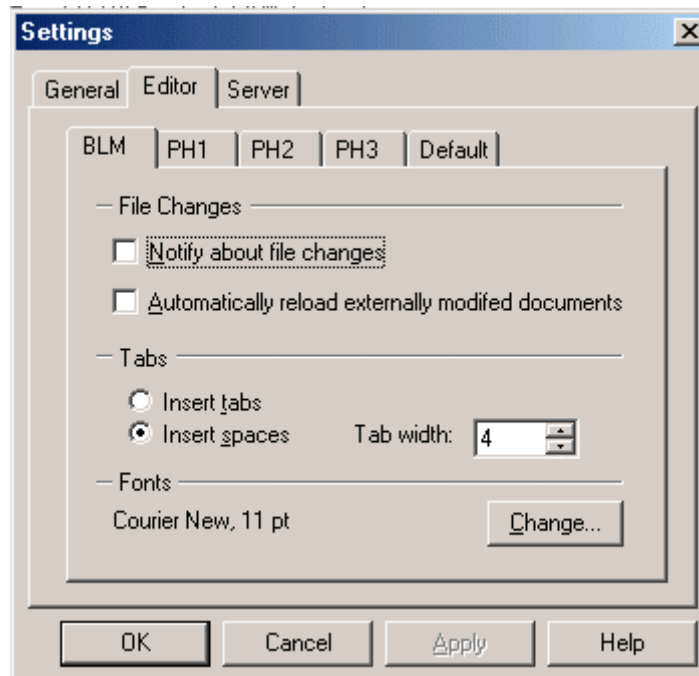 Settings
General Editor Server
BLM PH1 PH2 PH3 Default
File Changes
Notify about file changes
Automatically reload externally modifed documents
Tabs
Insert tabs
Insert spaces Tab width: 4
Fonts
Courier New, 11 pt Change...
OK Cancel Apply Help